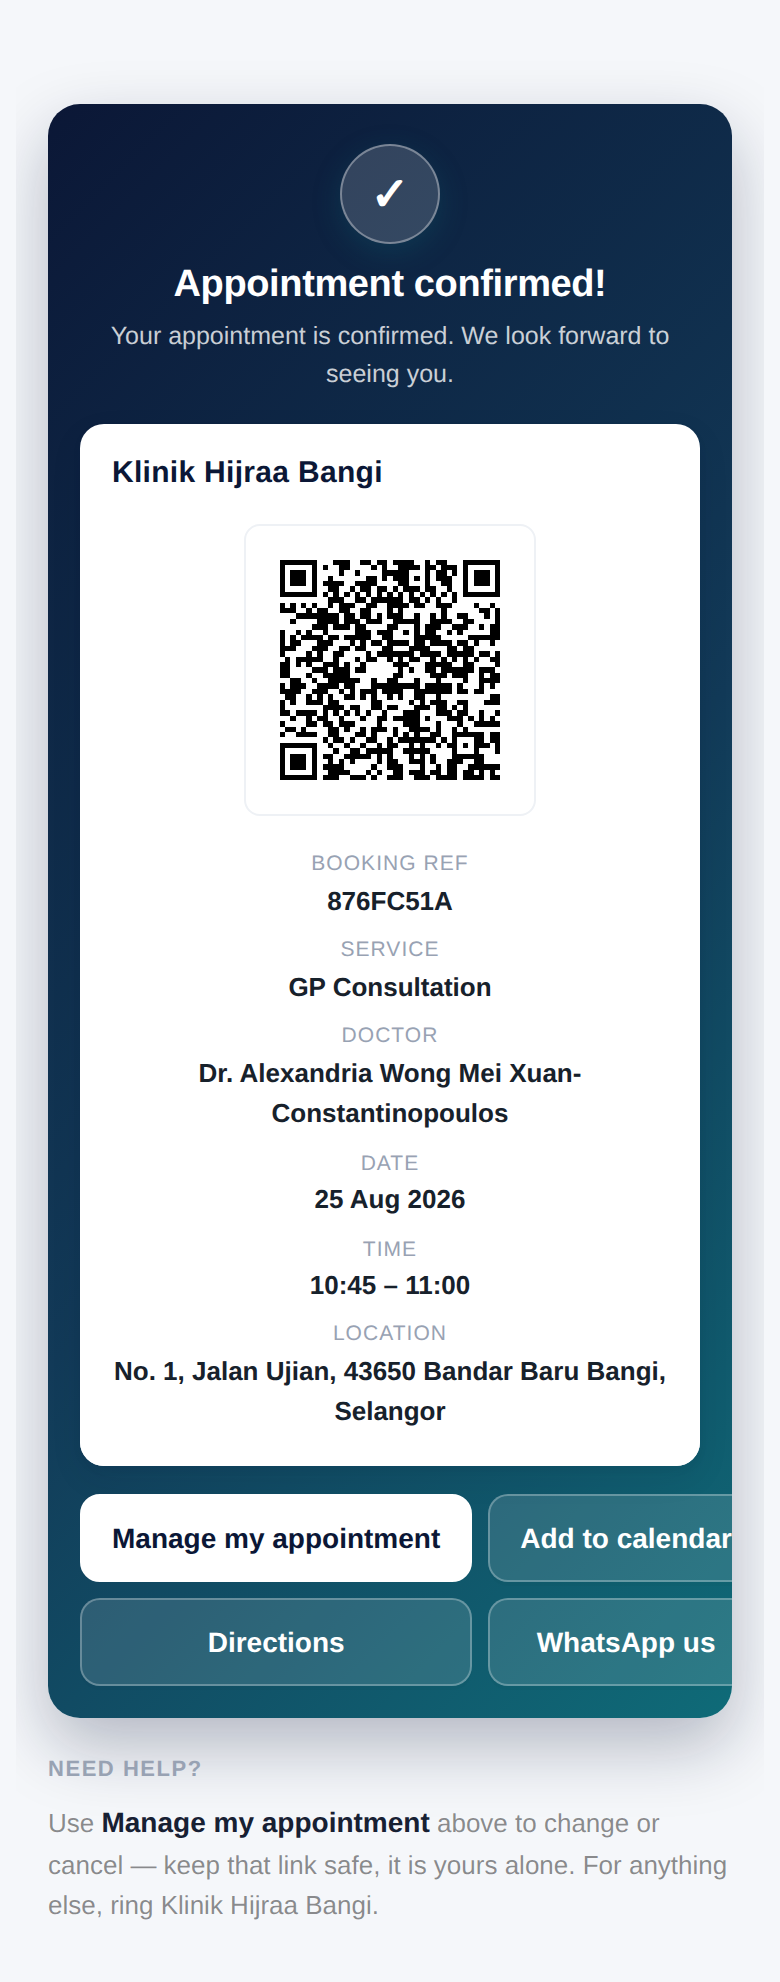 ✓
Appointment confirmed!
Your appointment is confirmed. We look forward to
seeing you.
Klinik Hijraa Bangi
BOOKING REF
876FC51A
SERVICE
GP Consultation
DOCTOR
Dr. Alexandria Wong Mei Xuan-
Constantinopoulos
DATE
25 Aug 2026
TIME
10:45 – 11:00
LOCATION
No. 1, Jalan Ujian, 43650 Bandar Baru Bangi,
Selangor
Manage my appointment
Add to calendar
Directions
WhatsApp us
NEED HELP?
Use Manage my appointment above to change or
cancel — keep that link safe, it is yours alone. For anything
else, ring Klinik Hijraa Bangi.